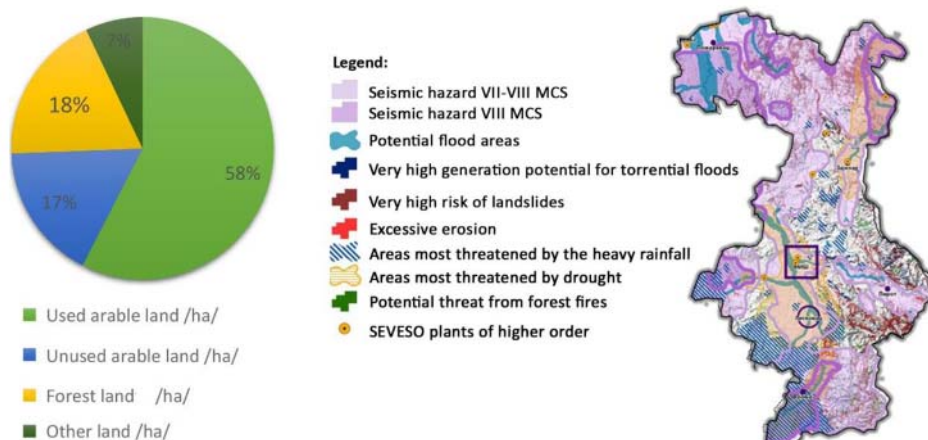 7%
18%
58%
17%
Used arable land /ha/
Unused arable land /ha/
Forest land /ha/
Other land /ha/
Legend:
Seismic hazard VII-VIII MCS
Seismic hazard VIII MCS
Potential flood areas
Very high generation potential for torrential floods
Very high risk of landslides
Excessive erosion
Areas most threatened by the heavy rainfall
Areas most threatened by drought
Potential threat from forest fires
SEVESO plants of higher order